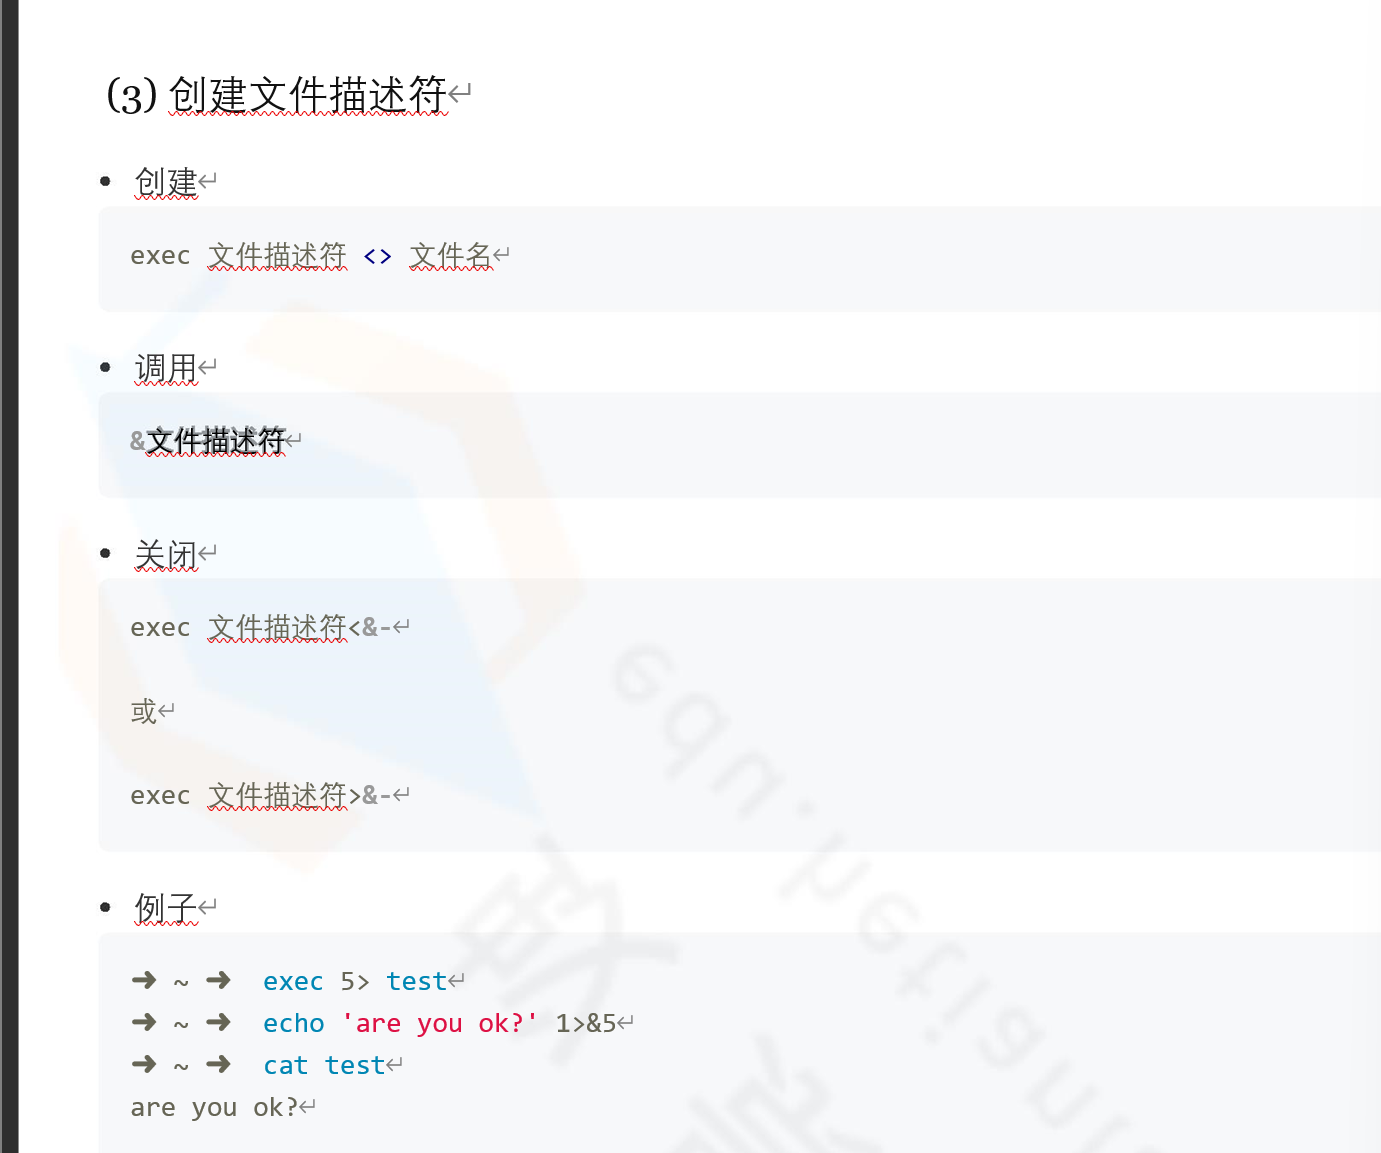 (3) 创建文件描述符↵
• 创建↵
exec 文件描述符 <> 文件名↵
• 调用↵
&文件描述符↵
• 关闭↵
exec 文件描述符<&-↵
或↵
exec 文件描述符>&-↵
• 例子↵
➜ ~ ➜ exec 5> test↵
➜ ~ ➜ echo 'are you ok?' 1>&5↵
➜ ~ ➜ cat test↵
are you ok?↵